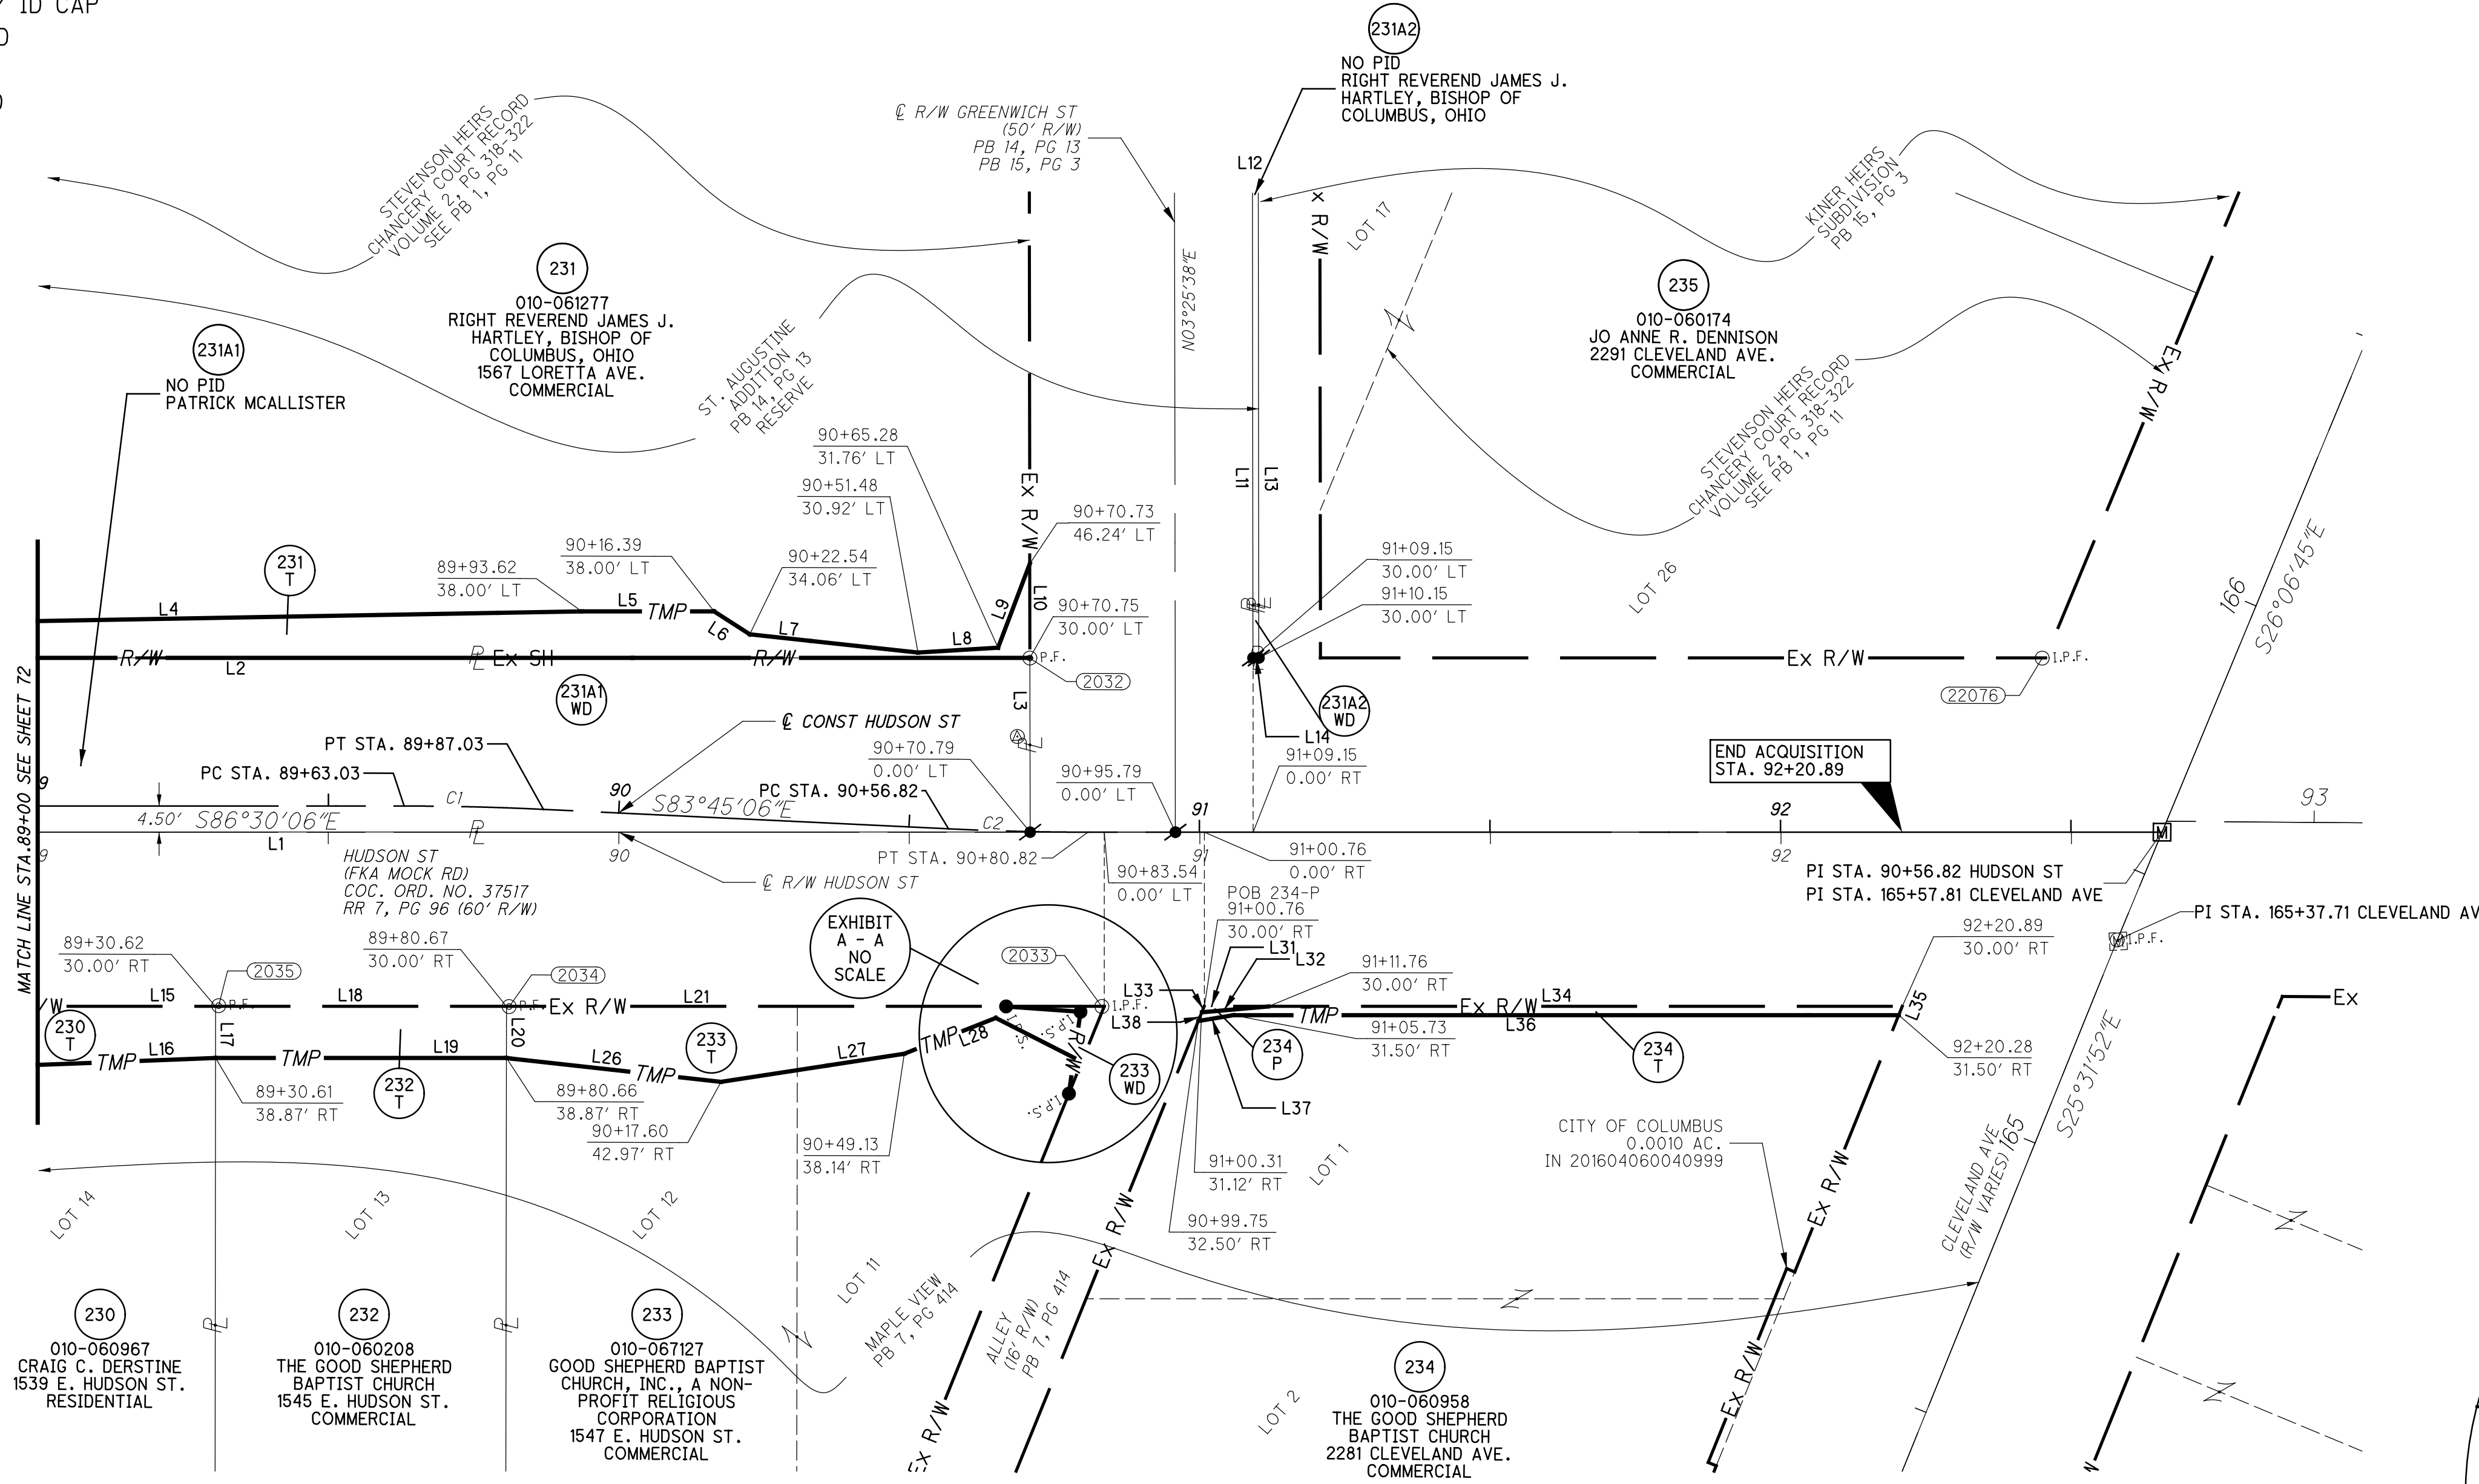 ID CAP
231A2
NO PID
RIGHT REVEREND JAMES J.
HARTLEY, BISHOP OF
COLUMBUS, OHIO
STEVENSON HEIRS
CHANCERY COURT RECORD
VOLUME 2, PG 318-322
SEE PB 1, PG 11
℄ R/W GREENWICH ST
(50' R/W)
PB 14, PG 13
PB 15, PG 3
L12
KINER HEIRS
SUBDIVISION
PB 15, PG 3
LOT 17
x R/W
N03°25'38"E
231
010-061277
RIGHT REVEREND JAMES J.
HARTLEY, BISHOP OF
COLUMBUS, OHIO
1567 LORETTA AVE.
COMMERCIAL
235
010-060174
JO ANNE R. DENNISON
2291 CLEVELAND AVE.
COMMERCIAL
231A1
NO PID
PATRICK MCALLISTER
ST. AUGUSTINE
ADDITION
PB 14, PG 13
RESERVE
STEVENSON HEIRS
CHANCERY COURT RECORD
VOLUME 2, PG 318-322
SEE PB 1, PG 11
Ex R/W
Ex R/W
L11
L13
90+65.28
31.76' LT
90+51.48
30.92' LT
90+70.73
46.24' LT
90+16.39
38.00' LT
90+22.54
34.06' LT
89+93.62
38.00' LT
91+09.15
30.00' LT
91+10.15
30.00' LT
90+70.75
30.00' LT
231
T
L4
L5
TMP
L6
L7
L8
L9
L10
LOT 26
166
S26°06'45"E
R/W
L2
PL
Ex SH
R/W
P.F.
2032
Ex R/W
I.P.F.
22076
231A1
WD
L3
PL
231A2
WD
L14
℄ CONST HUDSON ST
PT STA. 89+87.03
PC STA. 89+63.03
90+70.79
0.00' LT
90+95.79
0.00' LT
91+09.15
0.00' RT
END ACQUISITION
STA. 92+20.89
MATCH LINE STA.89+00 SEE SHEET 72
9
C1
90
PC STA. 90+56.82
S83°45'06"E
C2
91
92
93
4.50'
S86°30'06"E
L1
PL
M
9
90
91
92
HUDSON ST
(FKA MOCK RD)
COC. ORD. NO. 37517
RR 7, PG 96 (60' R/W)
℄ R/W HUDSON ST
PT STA. 90+80.82
90+83.54
0.00' LT
91+00.76
0.00' RT
PI STA. 90+56.82 HUDSON ST
PI STA. 165+57.81 CLEVELAND AVE
PI STA. 165+37.71 CLEVELAND AV
I.P.F.
EXHIBIT
A - A
NO
SCALE
POB 234-P
91+00.76
30.00' RT
89+30.62
30.00' RT
89+80.67
30.00' RT
2035
2034
2033
L31
L32
91+11.76
30.00' RT
92+20.89
30.00' RT
/W
L15
P.F.
L18
P.F.
Ex R/W
L21
I.P.F.
L33
L38
Ex R/W
L34
L35
Ex
230
T
TMP
L16
L17
TMP
L19
L20
L26
TMP
233
T
L27
TMP
L28
I.P.S.
I.P.S.
R/W
I.P.S.
233
WD
234
P
TMP
L36
91+05.73
31.50' RT
234
T
92+20.28
31.50' RT
232
T
89+30.61
38.87' RT
89+80.66
38.87' RT
90+17.60
42.97' RT
90+49.13
38.14' RT
L37
91+00.31
31.12' RT
90+99.75
32.50' RT
CITY OF COLUMBUS
0.0010 AC.
IN 201604060040999
S25°31'52"E
165
CLEVELAND AVE
(R/W VARIES)
LOT 14
LOT 13
LOT 12
LOT 11
LOT 1
LOT 2
MAPLE VIEW
PB 7, PG 414
ALLEY
(16' R/W)
PB 7, PG 414
Ex R/W
Ex R/W
Ex R/W
Ex R/W
PL
PL
230
010-060967
CRAIG C. DERSTINE
1539 E. HUDSON ST.
RESIDENTIAL
232
010-060208
THE GOOD SHEPHERD
BAPTIST CHURCH
1545 E. HUDSON ST.
COMMERCIAL
233
010-067127
GOOD SHEPHERD BAPTIST
CHURCH, INC., A NON-
PROFIT RELIGIOUS
CORPORATION
1547 E. HUDSON ST.
COMMERCIAL
234
010-060958
THE GOOD SHEPHERD
BAPTIST CHURCH
2281 CLEVELAND AVE.
COMMERCIAL